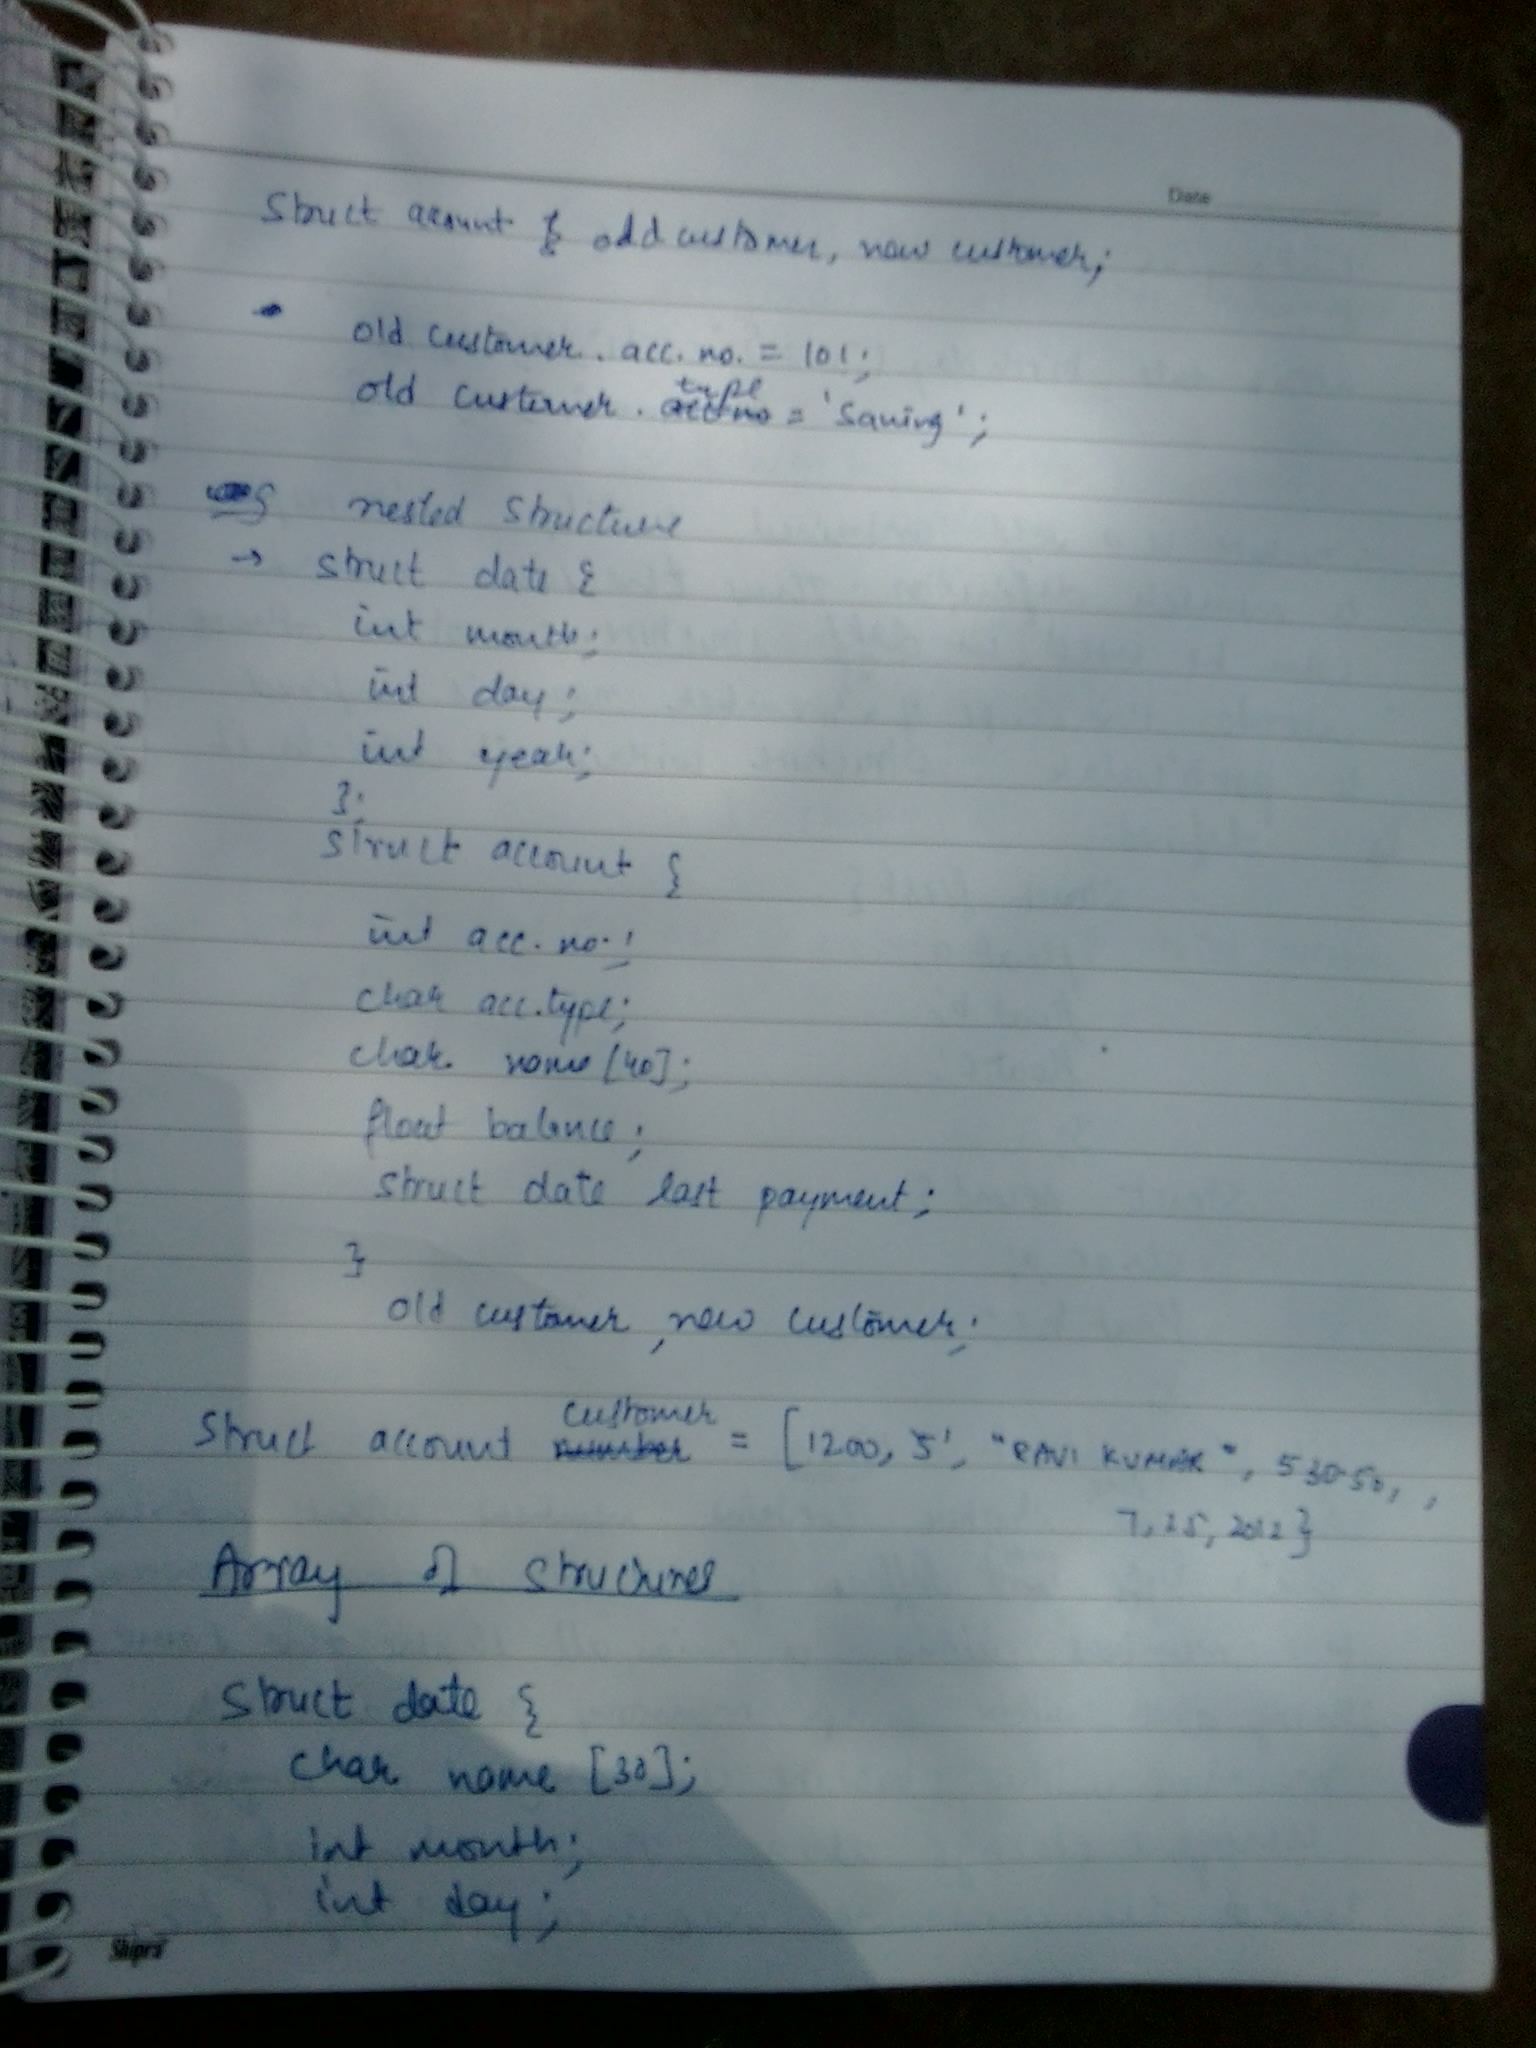 Date
Struct account { old customer, new customer;
old customer. acc. no. = 101;
old customer. type = 'Saving';
nested Structure
→ struct date {
int month;
int day;
int year;
};
struct account {
int acc. no.;
char acc.type;
char. name [40];
float balance;
struct date last payment;
}
old customer, new customer;
Struct account customer = [1200, 'S', "RAVI KUMAR", 530.50, ,
7, 25, 2012}
Array of structures
Struct date {
char name [30];
int month;
int day;
Shipra